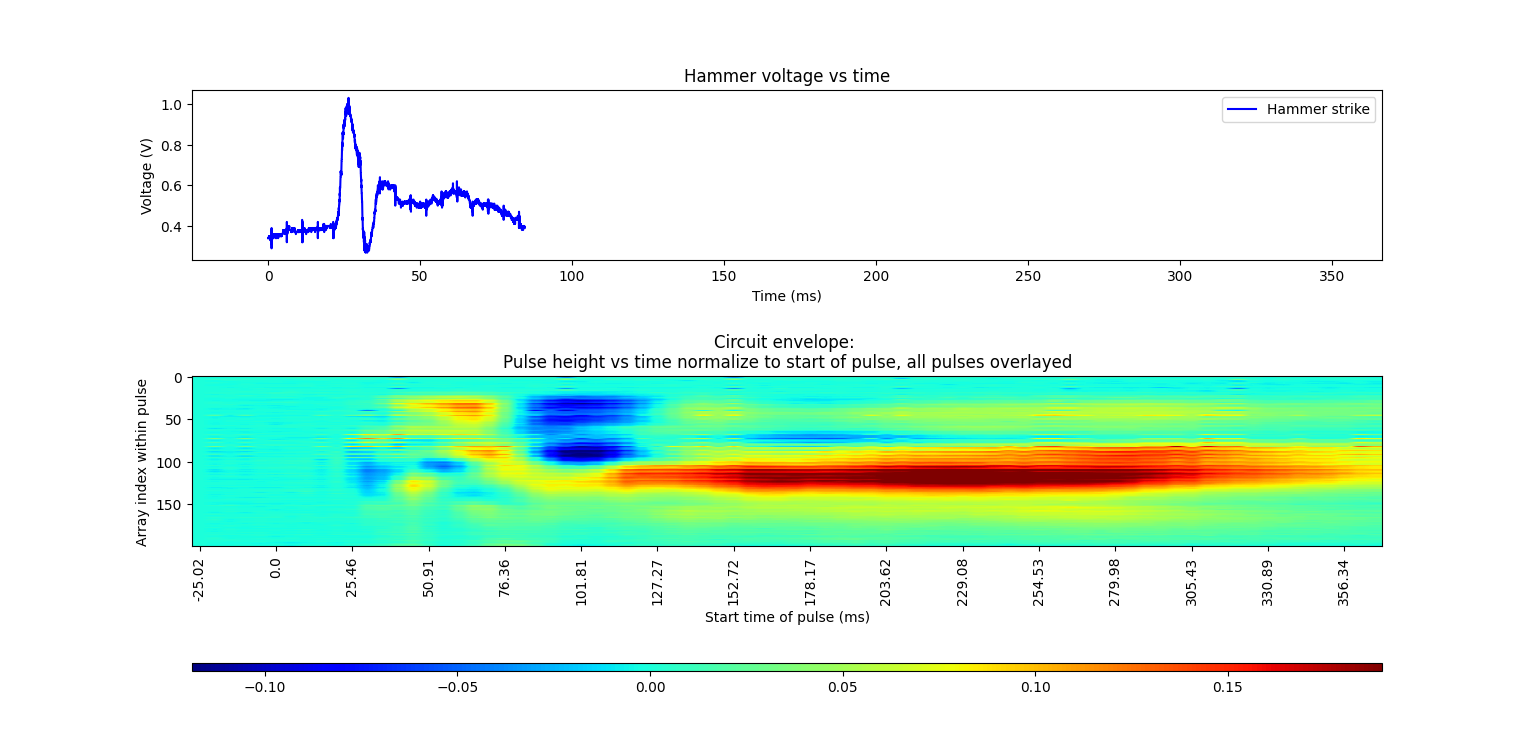 Hammer voltage vs time
Hammer strike
1.0
0.8
0.6
0.4
Voltage (V)
0 50 100 150 200 250 300 350
Time (ms)
Circuit envelope:
Pulse height vs time normalize to start of pulse, all pulses overlayed
0
50
100
150
Array index within pulse
-25.02 0.0 25.46 50.91 76.36 101.81 127.27 152.72 178.17 203.62 229.08 254.53 279.98 305.43 330.89 356.34
Start time of pulse (ms)
−0.10 −0.05 0.00 0.05 0.10 0.15